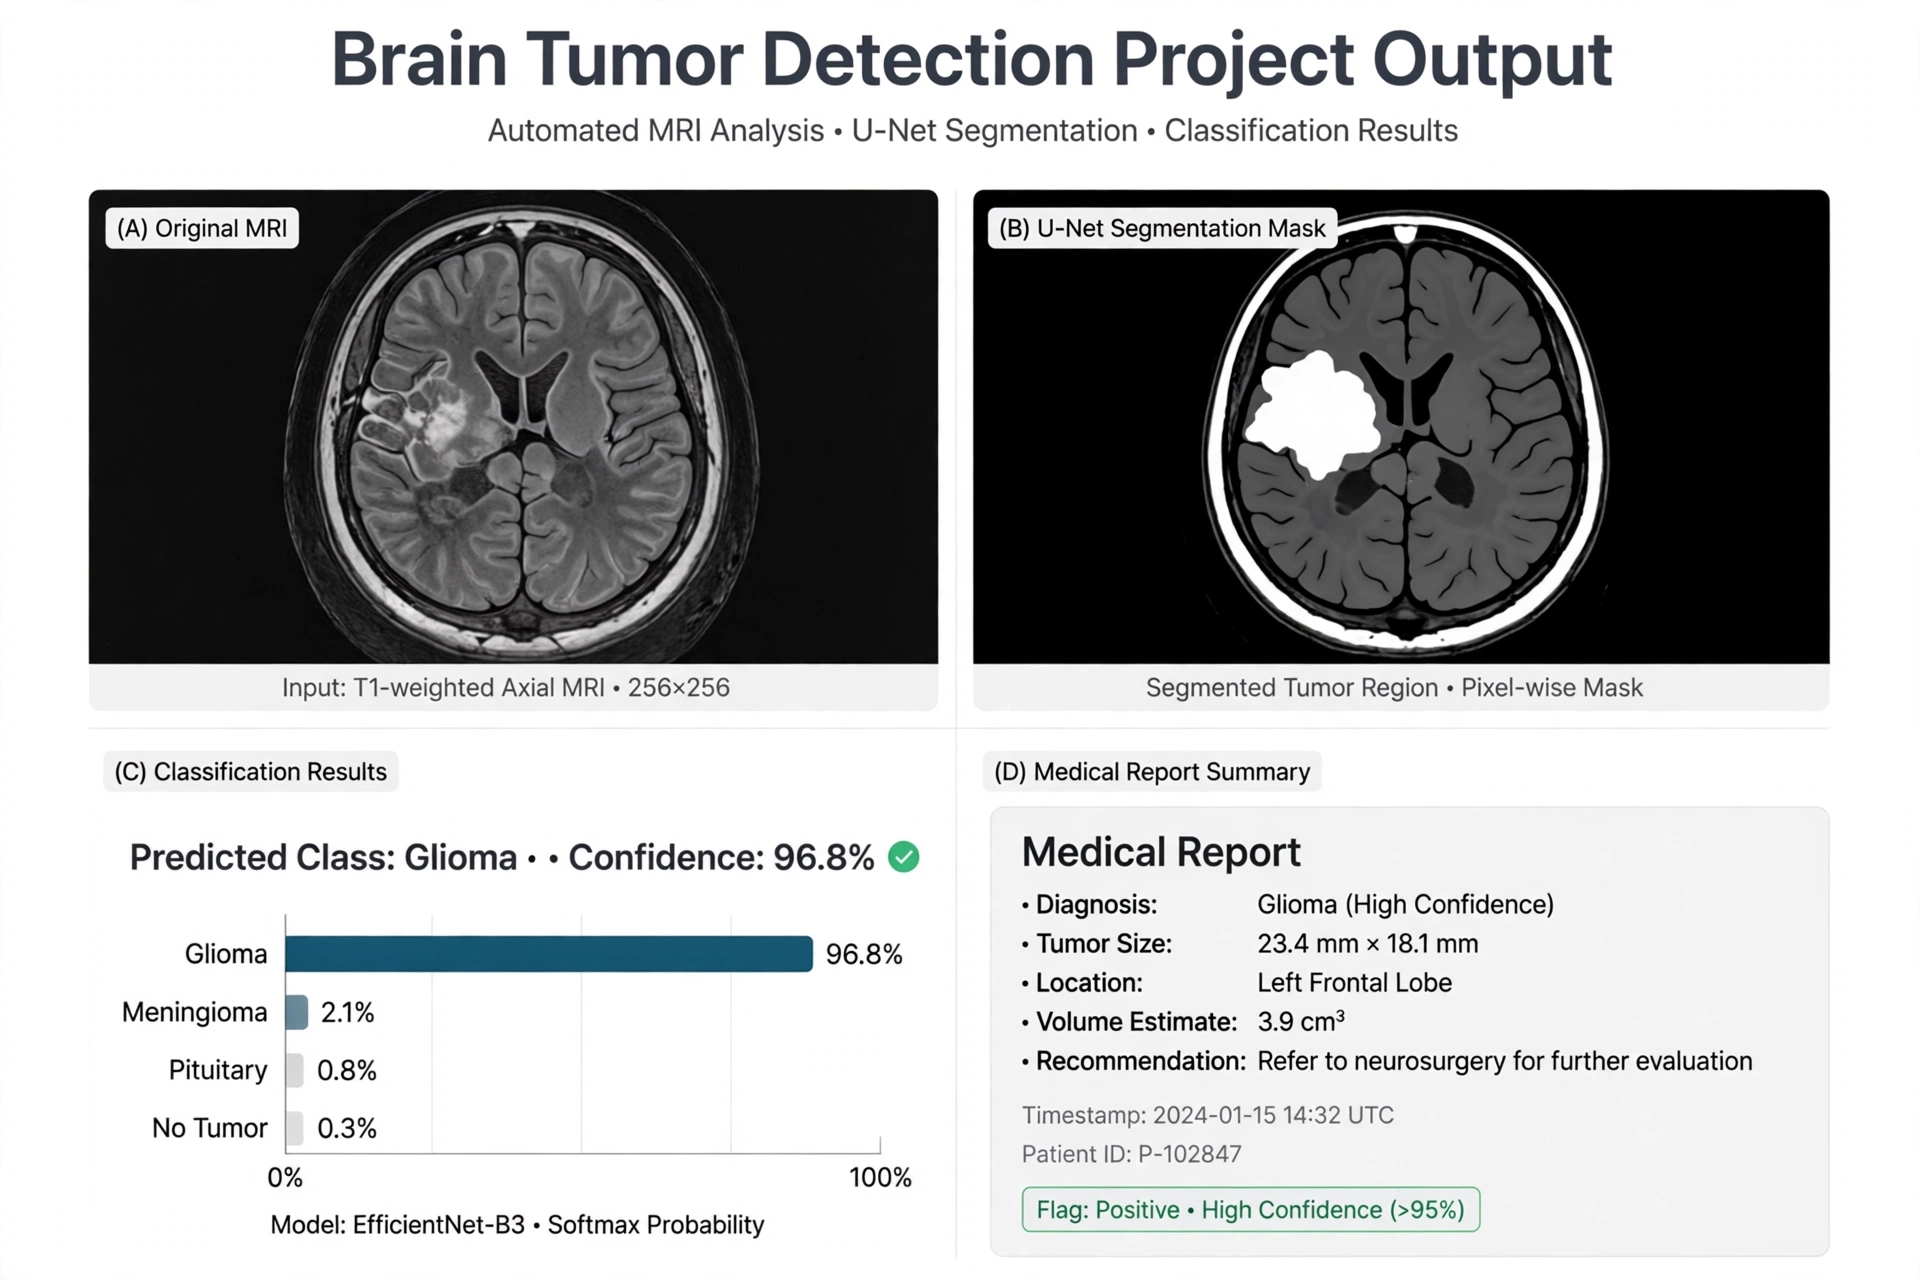 Brain Tumor Detection Project Output
Automated MRI Analysis • U-Net Segmentation • Classification Results
(A) Original MRI
(B) U-Net Segmentation Mask
Input: T1-weighted Axial MRI • 256×256
Segmented Tumor Region • Pixel-wise Mask
(C) Classification Results
Predicted Class: Glioma • • Confidence: 96.8%
Glioma 96.8%
Meningioma 2.1%
Pituitary 0.8%
No Tumor 0.3%
0% 100%
Model: EfficientNet-B3 • Softmax Probability
(D) Medical Report Summary
Medical Report
• Diagnosis: Glioma (High Confidence)
• Tumor Size: 23.4 mm × 18.1 mm
• Location: Left Frontal Lobe
• Volume Estimate: 3.9 cm³
• Recommendation: Refer to neurosurgery for further evaluation
Timestamp: 2024-01-15 14:32 UTC
Patient ID: P-102847
Flag: Positive • High Confidence (>95%)